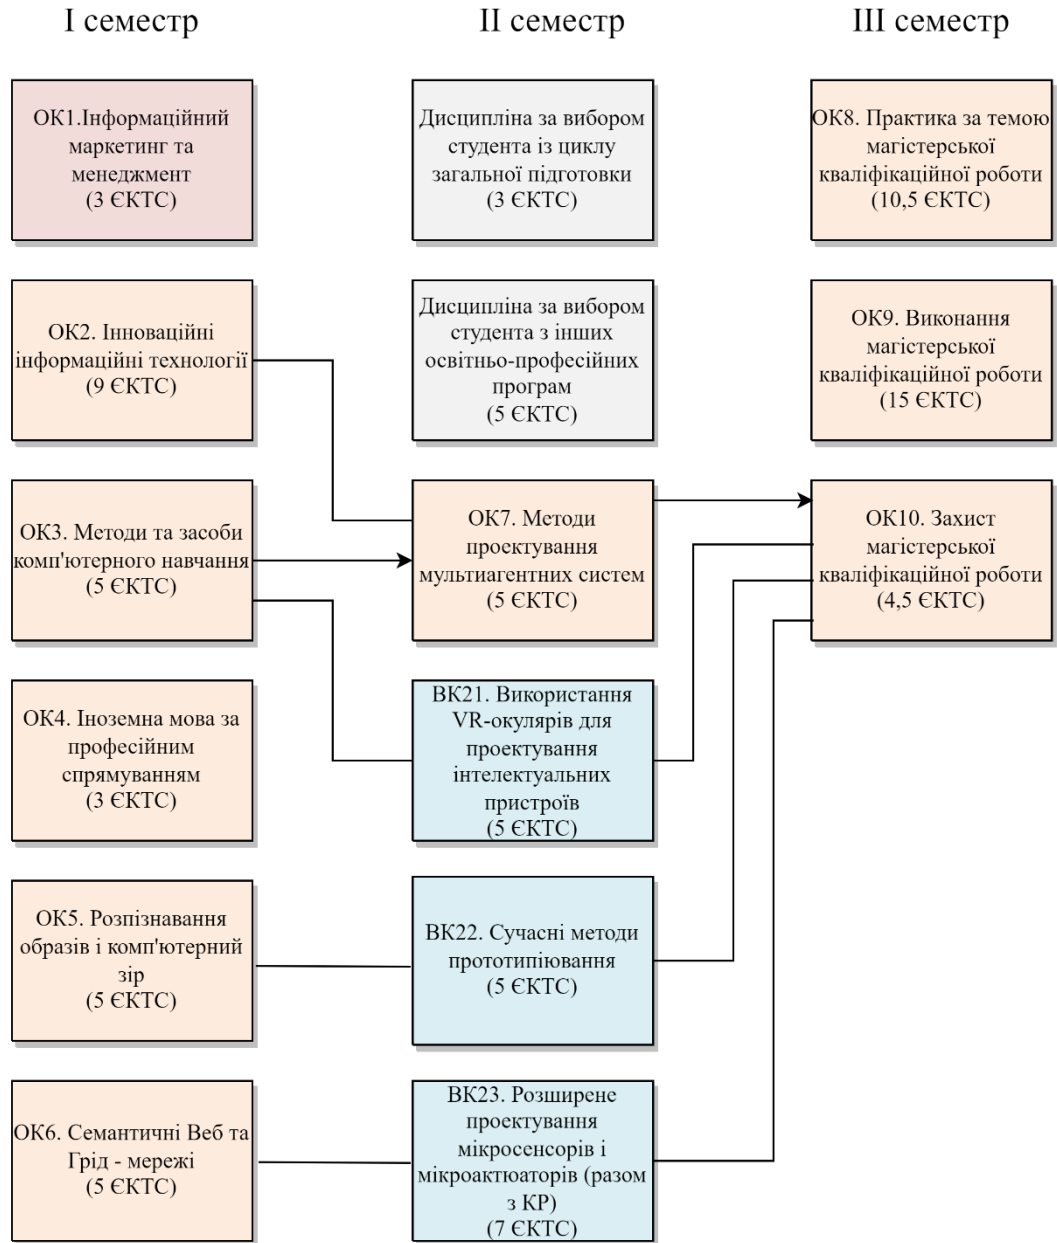 І семестр
ІІ семестр
ІІІ семестр
ОК1.Інформаційний
маркетинг та
менеджмент
(3 ЄКТС)
Дисципліна за вибором
студента із циклу
загальної підготовки
(3 ЄКТС)
ОК8. Практика за темою
магістерської
кваліфікаційної роботи
(10,5 ЄКТС)
ОК2. Інноваційні
інформаційні технології
(9 ЄКТС)
Дисципліна за вибором
студента з інших
освітньо-професійних
програм
(5 ЄКТС)
ОК9. Виконання
магістерської
кваліфікаційної роботи
(15 ЄКТС)
ОК3. Методи та засоби
комп'ютерного навчання
(5 ЄКТС)
ОК7. Методи
проектування
мультиагентних систем
(5 ЄКТС)
ОК10. Захист
магістерської
кваліфікаційної роботи
(4,5 ЄКТС)
ОК4. Іноземна мова за
професійним
спрямуванням
(3 ЄКТС)
ВК21. Використання
VR-окулярів для
проектування
інтелектуальних
пристроїв
(5 ЄКТС)
ОК5. Розпізнавання
образів і комп'ютерний
зір
(5 ЄКТС)
ВК22. Сучасні методи
прототипіювання
(5 ЄКТС)
ОК6. Семантичні Веб та
Грід - мережі
(5 ЄКТС)
ВК23. Розширене
проектування
мікросенсорів і
мікроактюаторів (разом
з КР)
(7 ЄКТС)